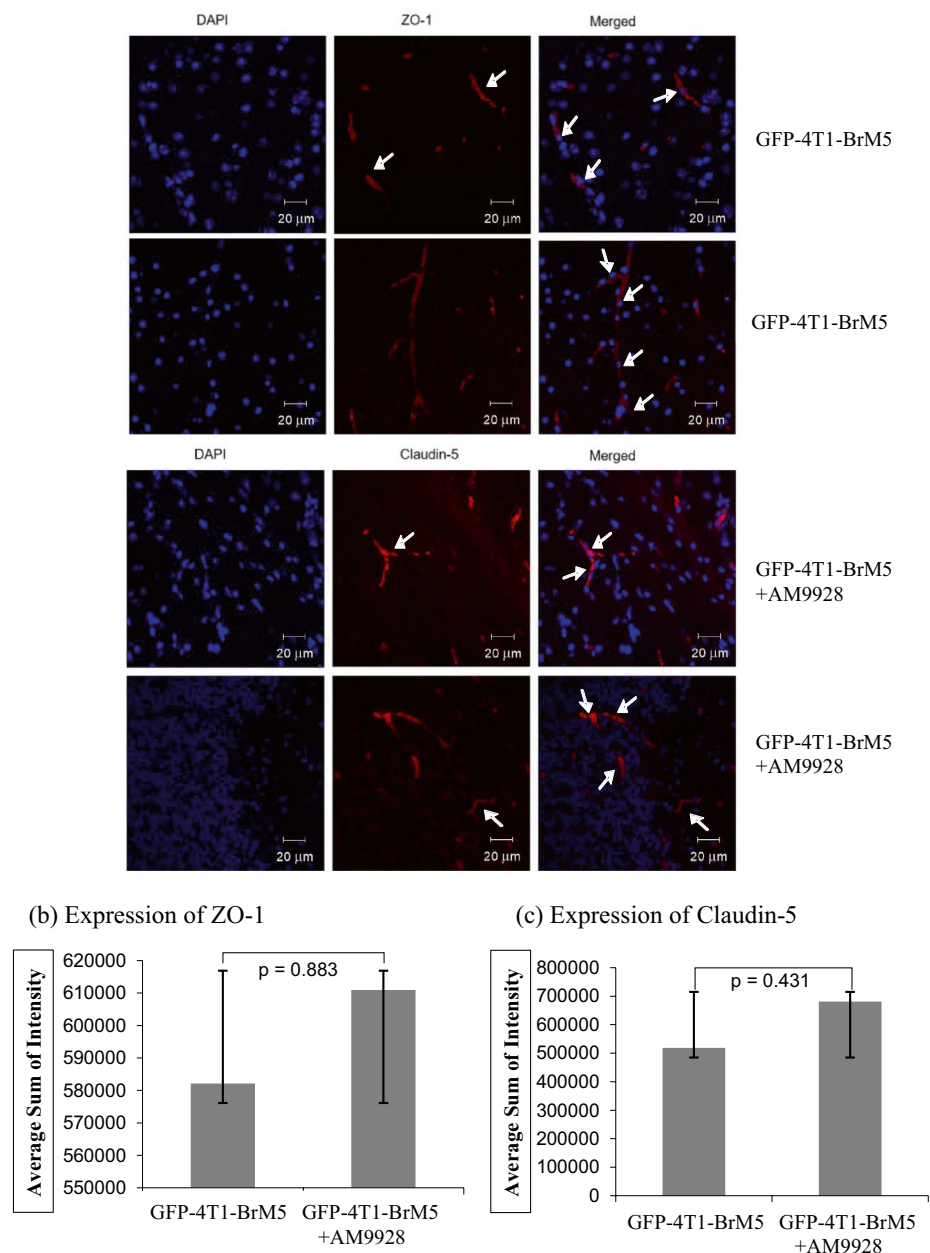 DAPI ZO-1 Merged
20 µm 20 µm 20 µm
GFP-4T1-BrM5
20 µm 20 µm 20 µm
GFP-4T1-BrM5
DAPI Claudin-5 Merged
20 µm 20 µm 20 µm
GFP-4T1-BrM5
+AM9928
20 µm 20 µm 20 µm
GFP-4T1-BrM5
+AM9928
(b) Expression of ZO-1
Average Sum of Intensity
620000
610000
600000
590000
580000
570000
560000
550000
p = 0.883
GFP-4T1-BrM5
GFP-4T1-BrM5
+AM9928
(c) Expression of Claudin-5
Average Sum of Intensity
800000
700000
600000
500000
400000
300000
200000
100000
0
p = 0.431
GFP-4T1-BrM5
GFP-4T1-BrM5
+AM9928